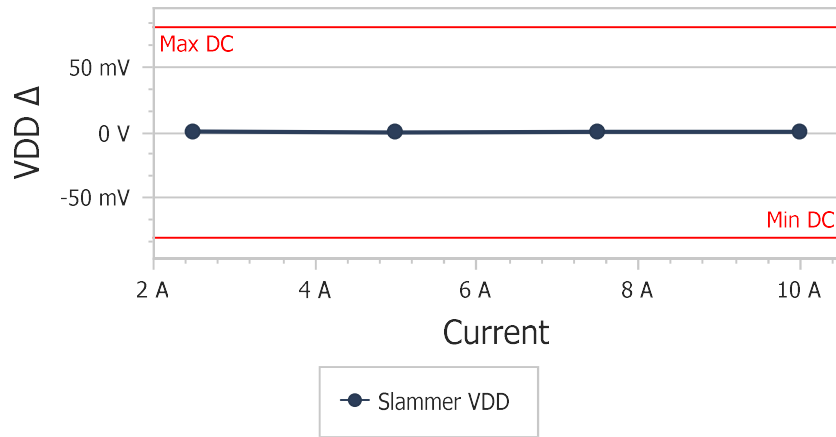 Max DC
50 mV
VDD Δ
0 V
-50 mV
Min DC
2 A 4 A 6 A 8 A 10 A
Current
Slammer VDD